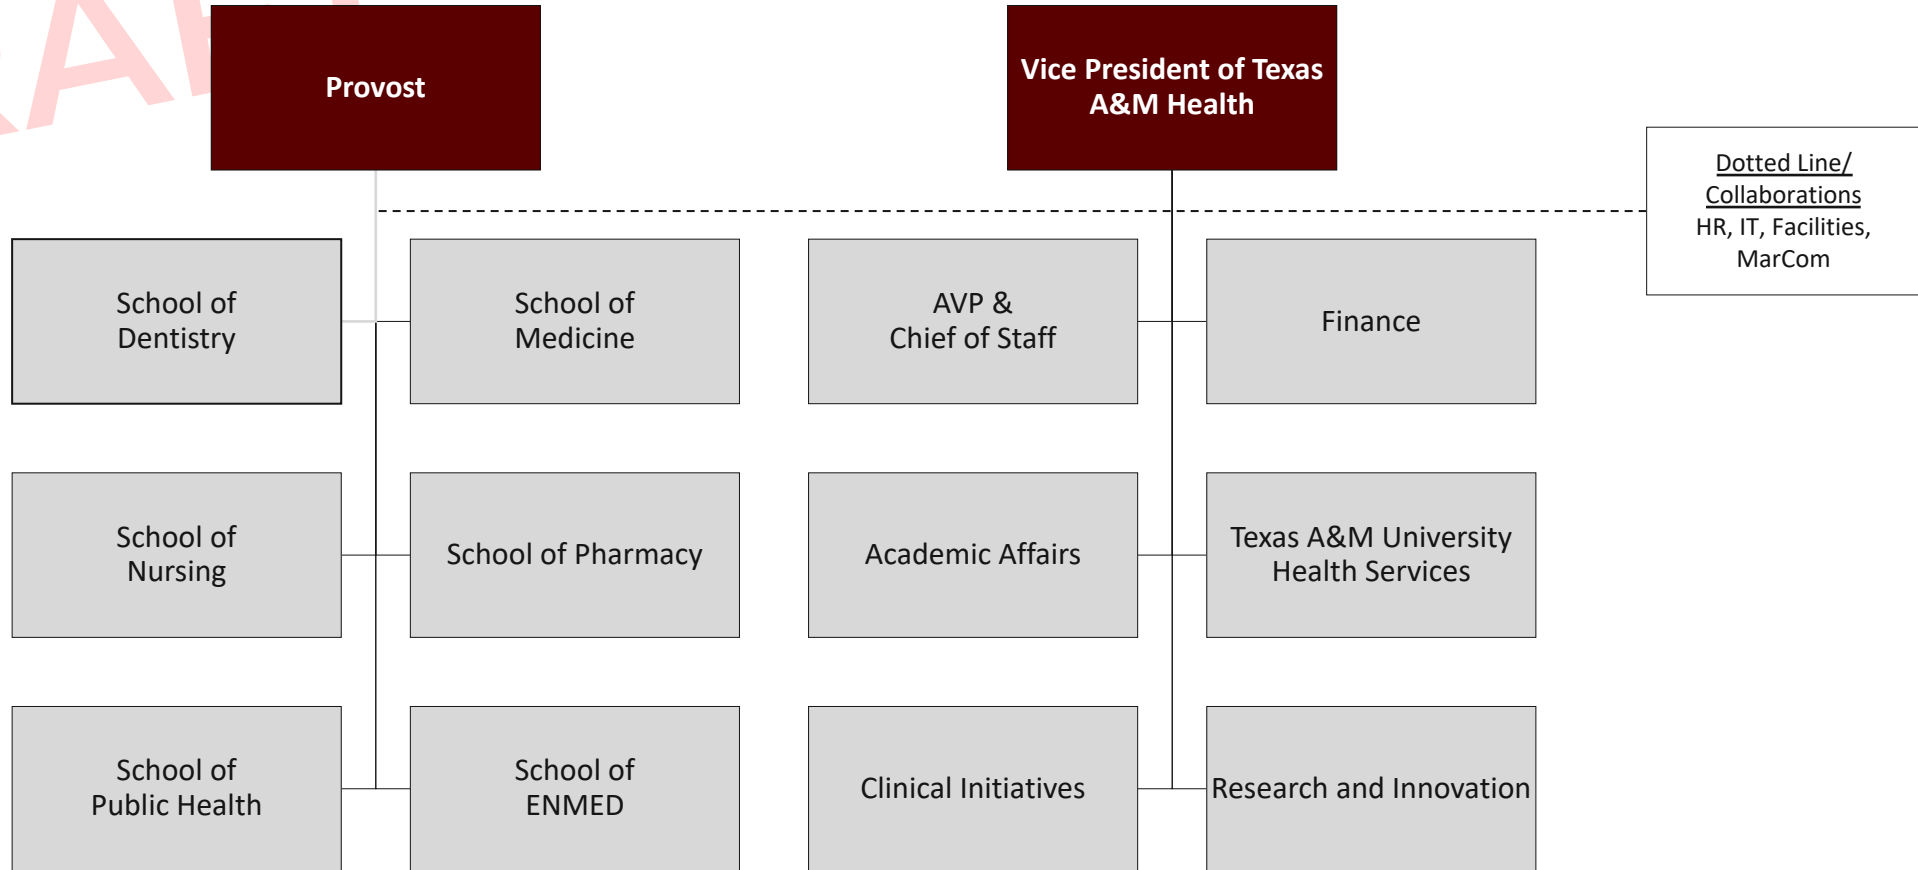 Provost
Vice President of Texas
A&M Health
Dotted Line/
Collaborations
HR, IT, Facilities,
MarCom
School of
Dentistry
School of
Medicine
AVP &
Chief of Staff
Finance
School of
Nursing
School of Pharmacy
Academic Affairs
Texas A&M University
Health Services
School of
Public Health
School of
ENMED
Clinical Initiatives
Research and Innovation